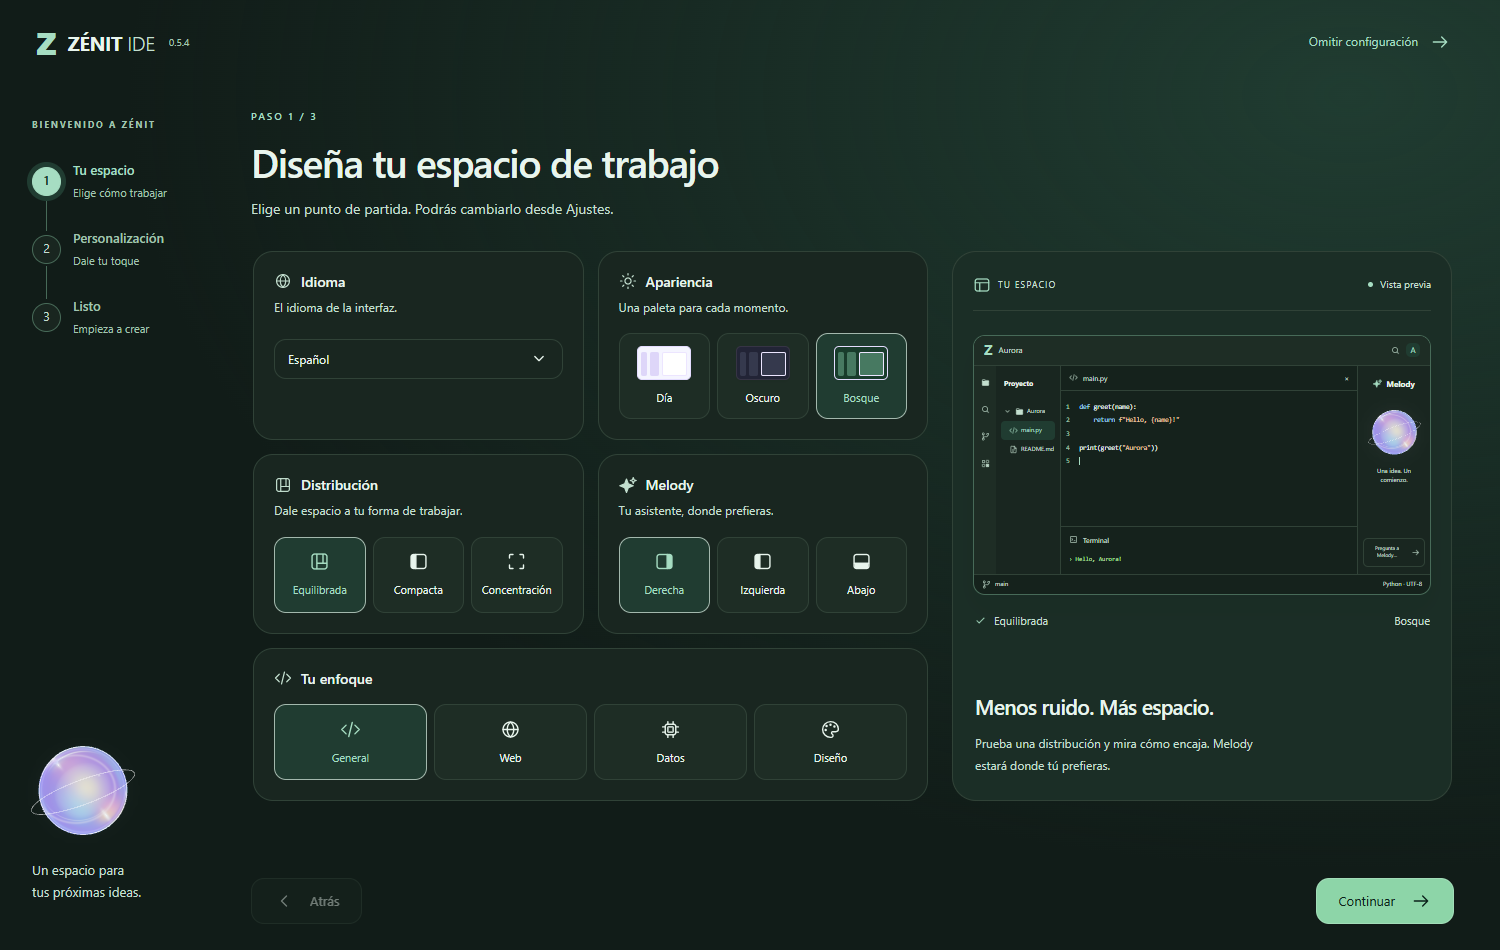 Z ZÉNIT IDE 0.5.4
Omitir configuración
BIENVENIDO A ZÉNIT
1
Tu espacio
Elige cómo trabajar
2
Personalización
Dale tu toque
3
Listo
Empieza a crear
Un espacio para
tus próximas ideas.
PASO 1 / 3
Diseña tu espacio de trabajo
Elige un punto de partida. Podrás cambiarlo desde Ajustes.
Idioma
El idioma de la interfaz.
Español
Apariencia
Una paleta para cada momento.
Día
Oscuro
Bosque
Distribución
Dale espacio a tu forma de trabajar.
Equilibrada
Compacta
Concentración
Melody
Tu asistente, donde prefieras.
Derecha
Izquierda
Abajo
Tu enfoque
General
Web
Datos
Diseño
TU ESPACIO
Vista previa
Z Aurora
A
Proyecto
Aurora
main.py
README.md
main.py
1 def greet(name):
2 return f"Hello, {name}!"
3
4 print(greet("Aurora"))
5
Terminal
› Hello, Aurora!
Melody
Una idea. Un
comienzo.
Pregunta a
Melody...
main
Python · UTF-8
Equilibrada
Bosque
Menos ruido. Más espacio.
Prueba una distribución y mira cómo encaja. Melody
estará donde tú prefieras.
Atrás
Continuar